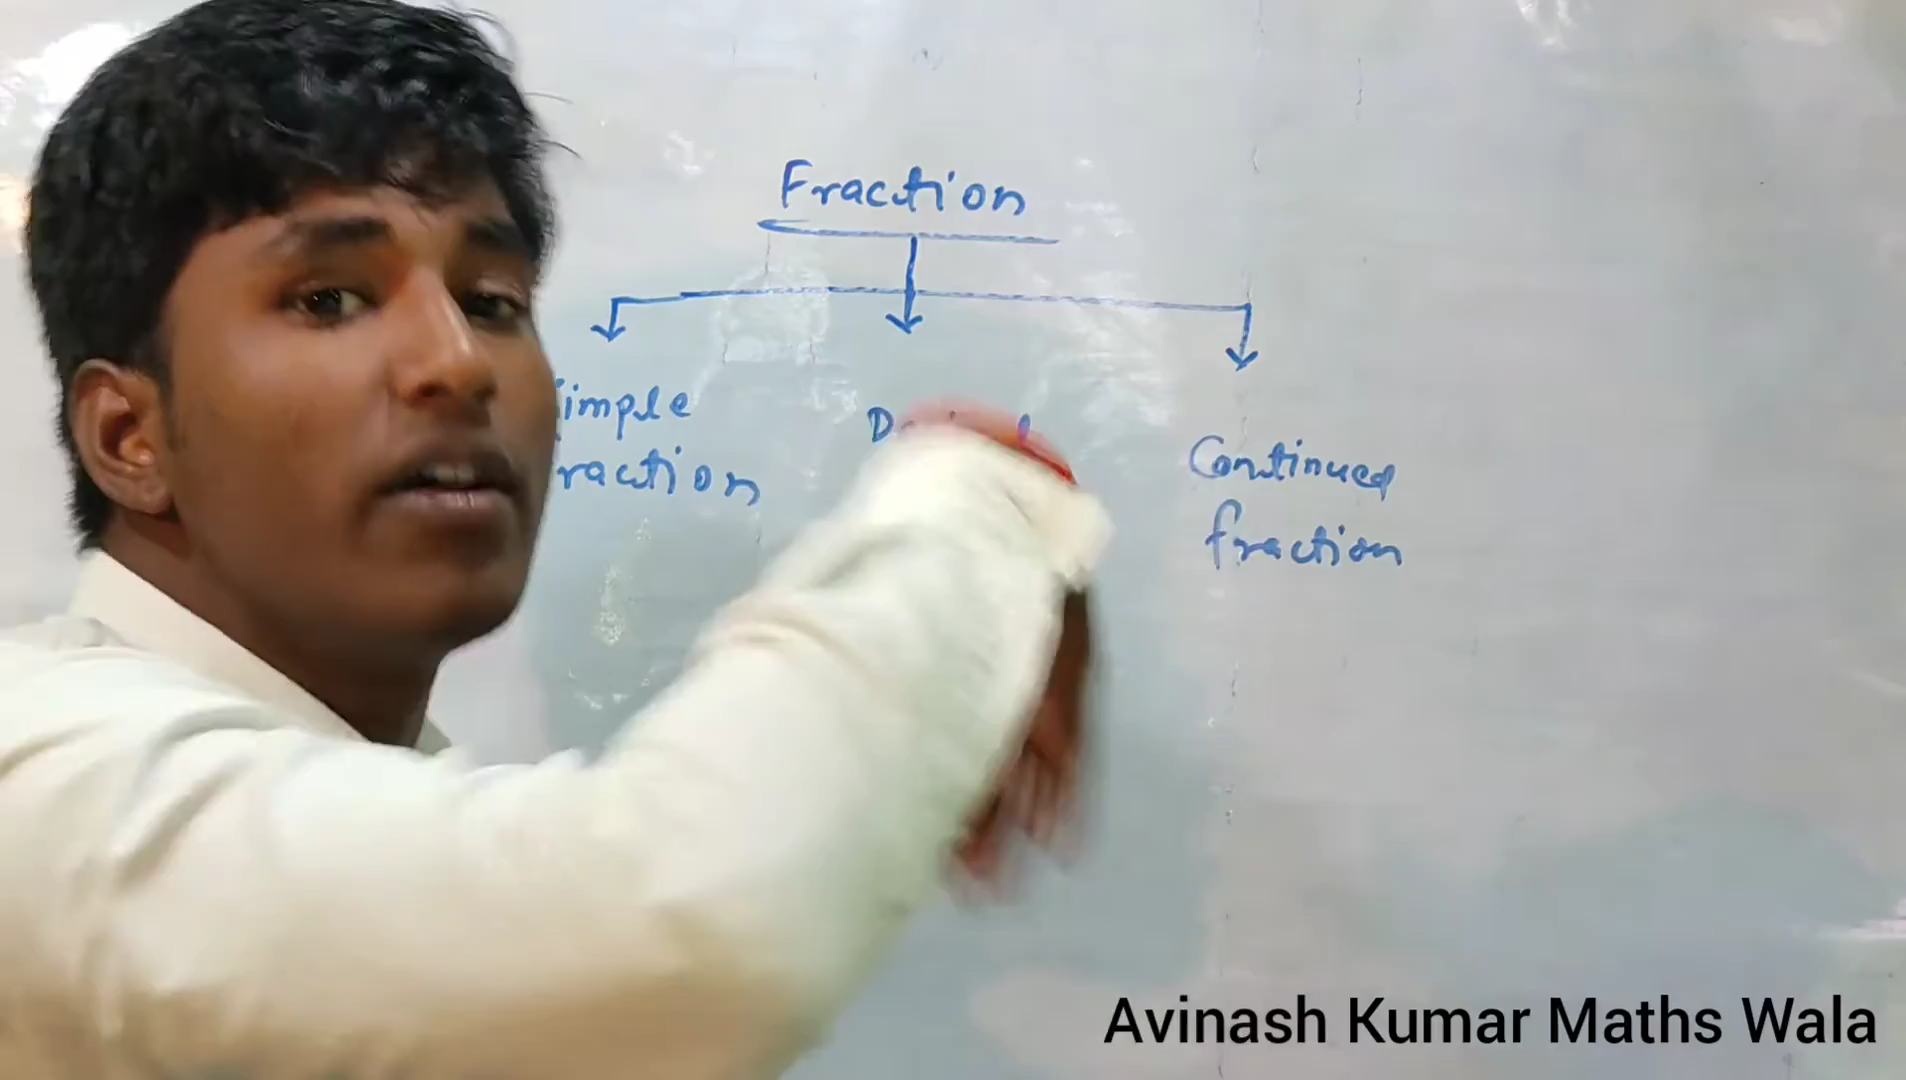 Fraction
imple
raction
D
Continued
fraction
Avinash Kumar Maths Wala